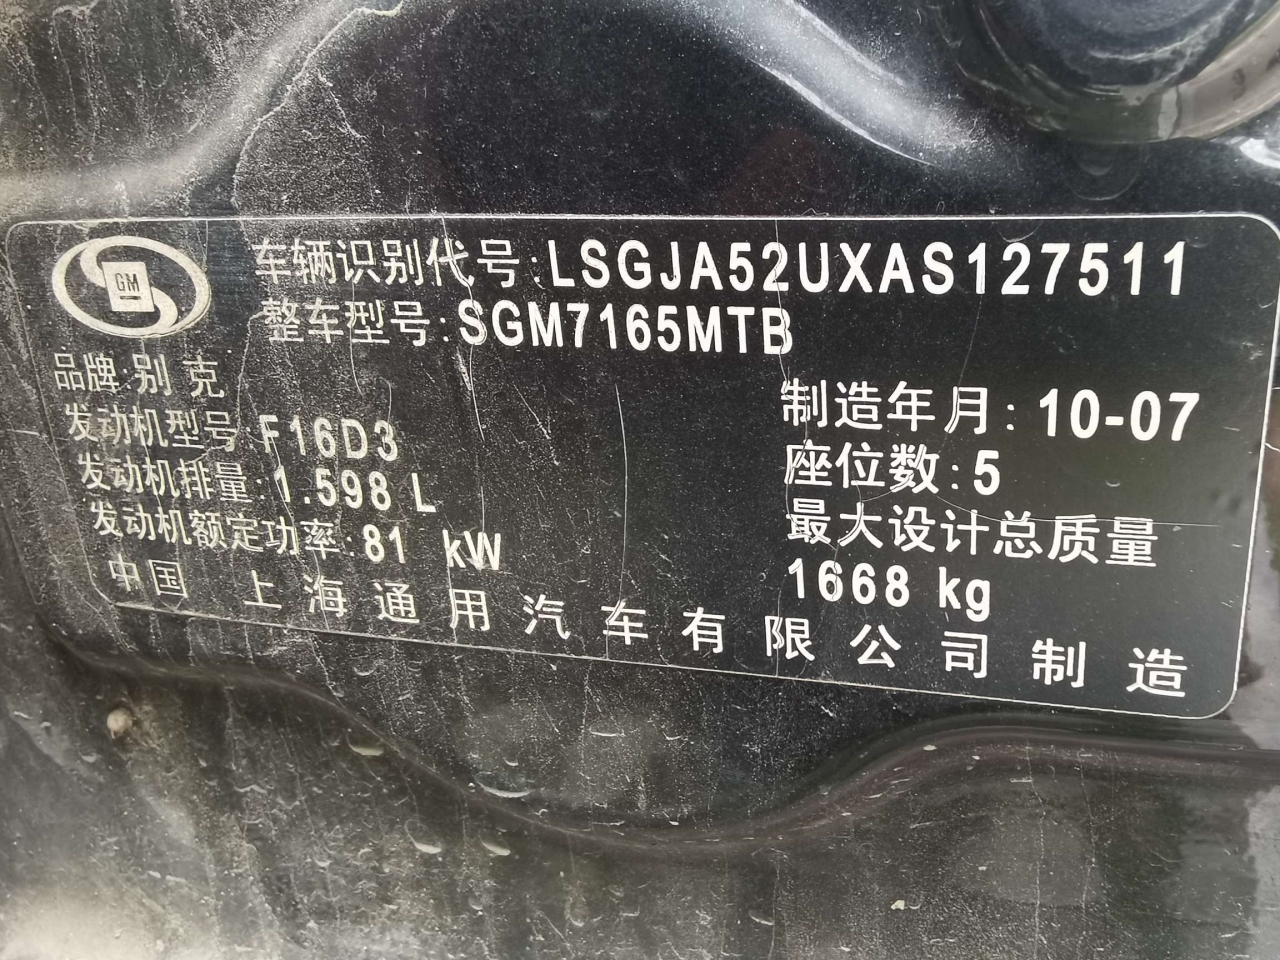 GM
车辆识别代号:LSGJA52UXAS127511
整车型号:SGM7165MTB
品牌:别克
发动机型号:F16D3
发动机排量:1.598 L
发动机额定功率:81 kW
制造年月:10-07
座位数:5
最大设计总质量
1668 kg
中国 上海通用汽车有限公司制造